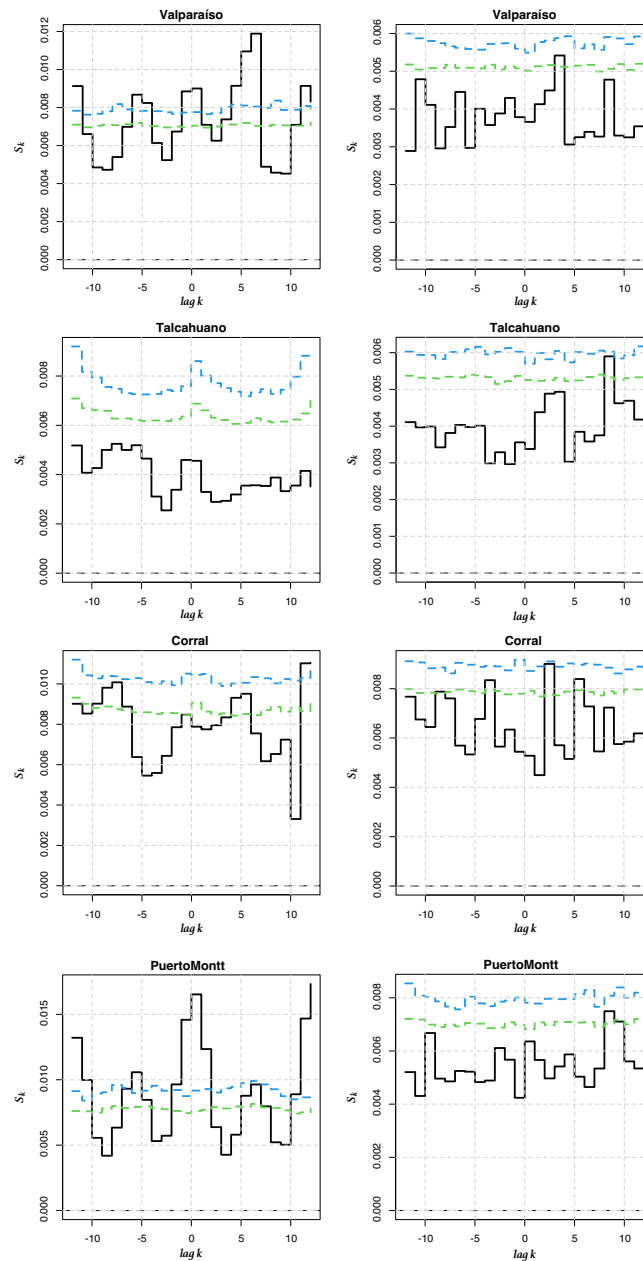 Valparaíso
0.000 0.002 0.004 0.006 0.008 0.010 0.012
S_k
-10 -5 0 5 10
lag k
Valparaíso
0.000 0.001 0.002 0.003 0.004 0.005 0.006
S_k
-10 -5 0 5 10
lag k
Talcahuano
0.000 0.002 0.004 0.006 0.008
S_k
-10 -5 0 5 10
lag k
Talcahuano
0.000 0.001 0.002 0.003 0.004 0.005 0.006
S_k
-10 -5 0 5 10
lag k
Corral
0.000 0.002 0.004 0.006 0.008 0.010
S_k
-10 -5 0 5 10
lag k
Corral
0.000 0.002 0.004 0.006 0.008
S_k
-10 -5 0 5 10
lag k
PuertoMontt
0.000 0.005 0.010 0.015
S_k
-10 -5 0 5 10
lag k
PuertoMontt
0.000 0.002 0.004 0.006 0.008
S_k
-10 -5 0 5 10
lag k